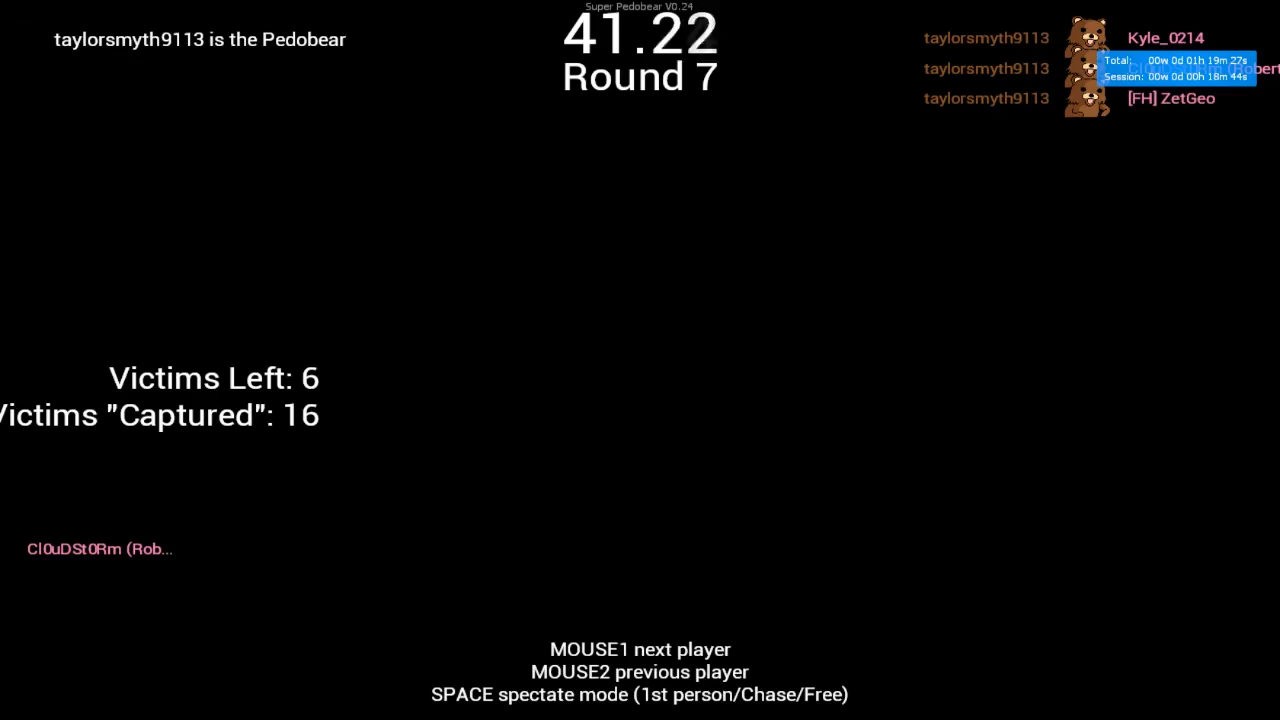 Super Pedobear V0.24
taylorsmyth9113 is the Pedobear
41.22
Round 7
taylorsmyth9113 Kyle_0214
taylorsmyth9113 Cl0uDSt0Rm (Robert
taylorsmyth9113 [FH] ZetGeo
Total: 00w 0d 01h 19m 27s
Session: 00w 0d 00h 18m 44s
Victims Left: 6
Victims "Captured": 16
Cl0uDSt0Rm (Rob...
MOUSE1 next player
MOUSE2 previous player
SPACE spectate mode (1st person/Chase/Free)